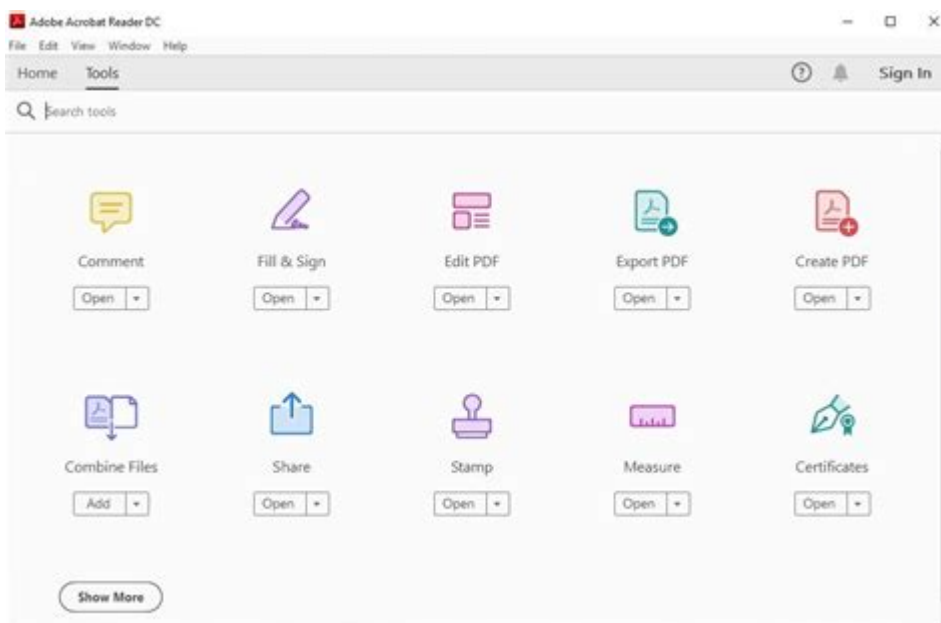 Adobe Acrobat Reader DC
File Edit View Window Help
Home Tools Sign In
Search tools
Comment Fill & Sign Edit PDF Export PDF Create PDF
Open Open Open Open Open
Combine Files Share Stamp Measure Certificates
Add Open Open Open Open
Show More